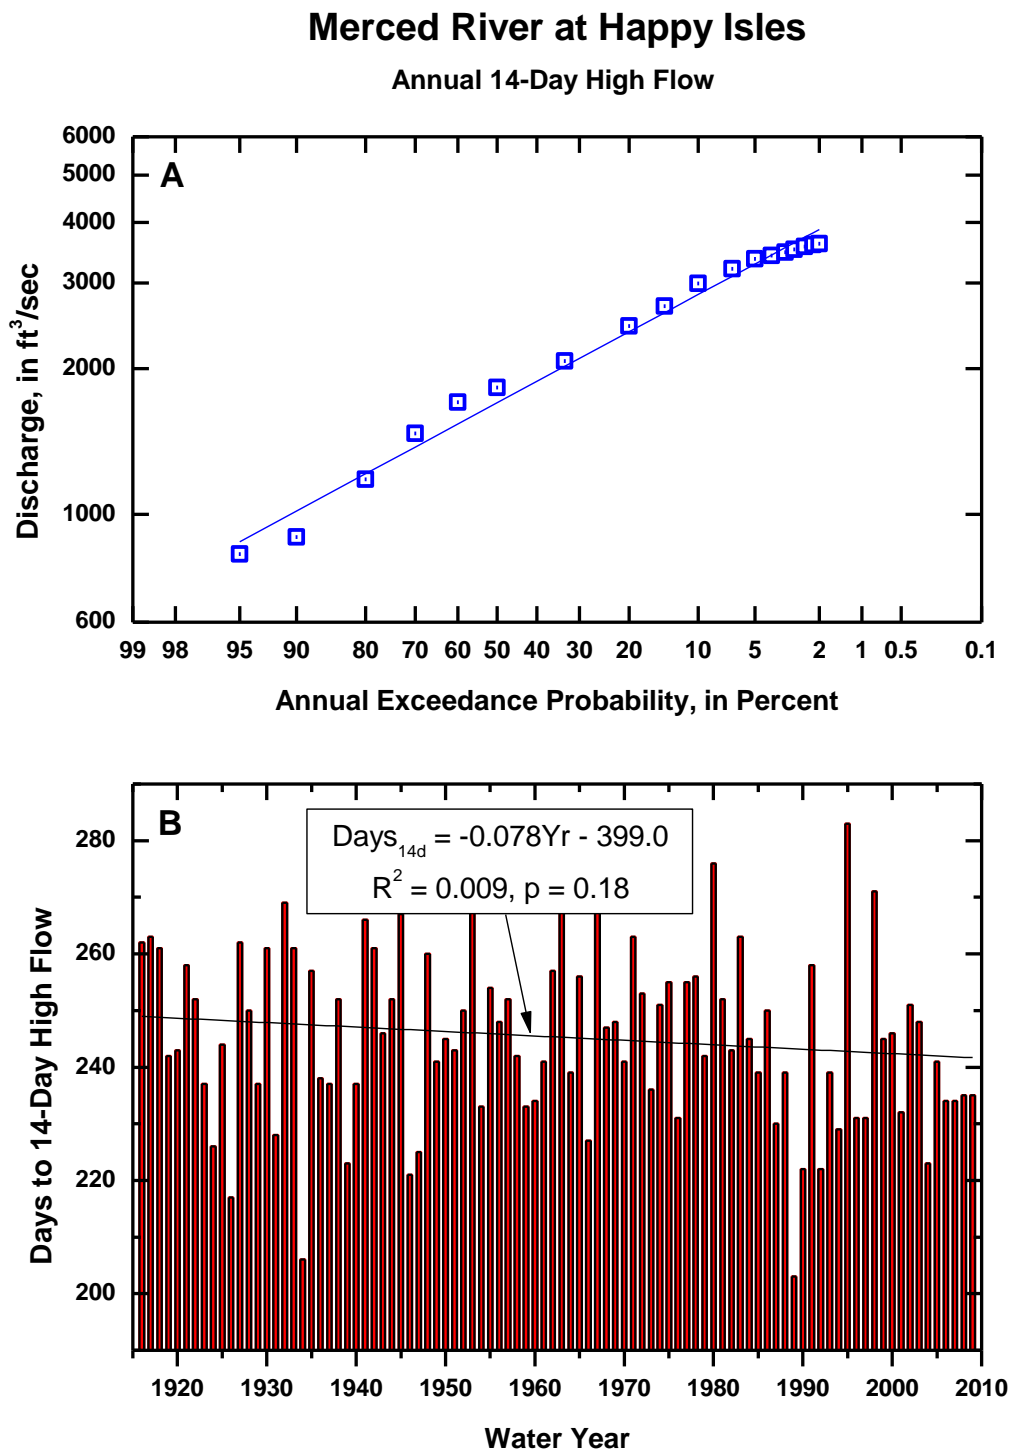 Merced River at Happy Isles
Annual 14-Day High Flow
A
6000
5000
4000
3000
2000
1000
600
Discharge, in ft³/sec
99 98 95 90 80 70 60 50 40 30 20 10 5 2 1 0.5 0.1
Annual Exceedance Probability, in Percent
B
Days₁₄d = -0.078Yr - 399.0
R² = 0.009, p = 0.18
280
260
240
220
200
Days to 14-Day High Flow
1920 1930 1940 1950 1960 1970 1980 1990 2000 2010
Water Year